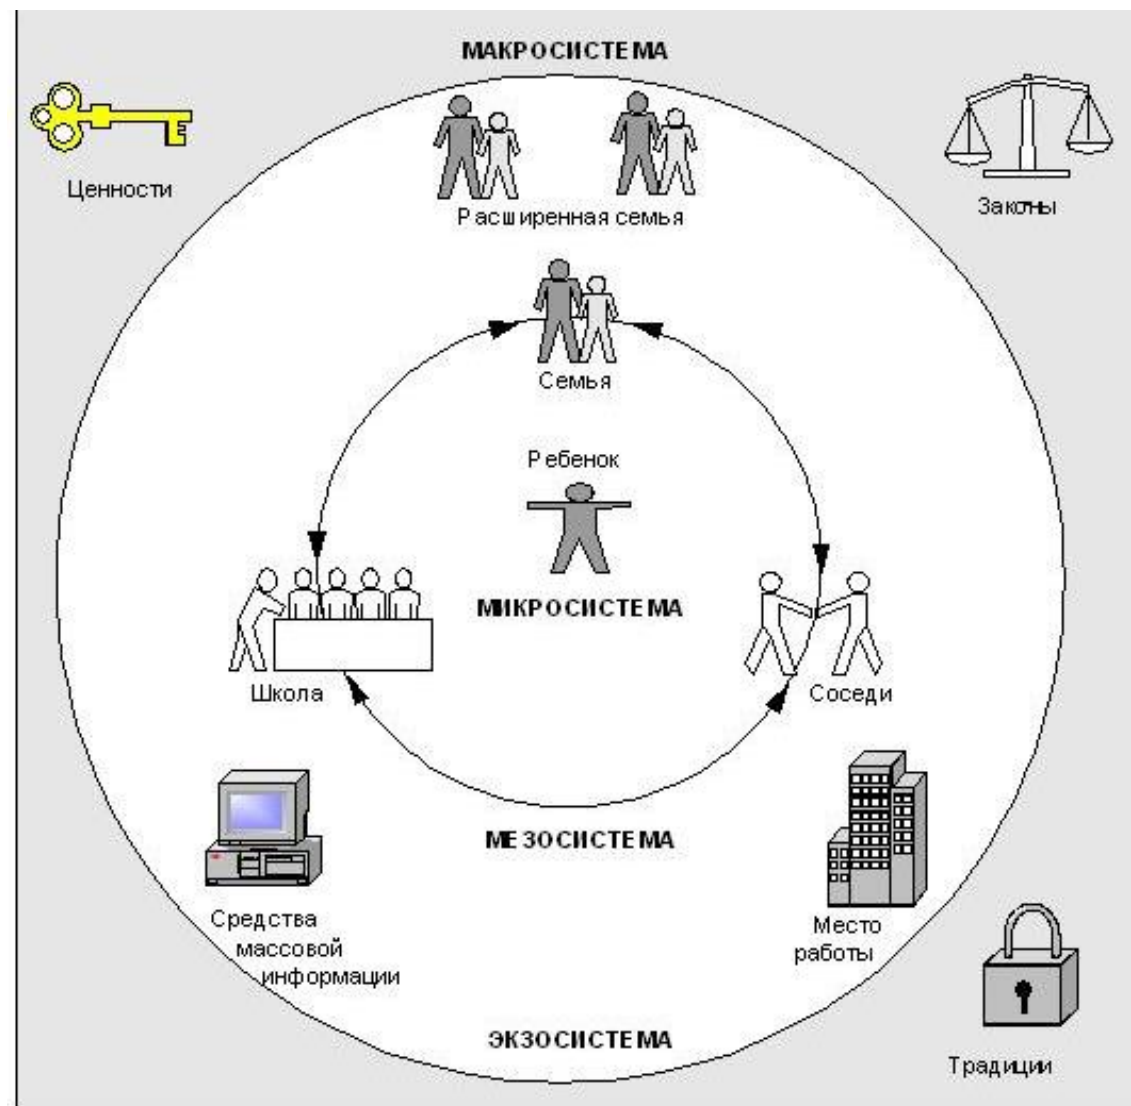 МАКРОСИСТЕМА
Ценности
Законы
Расширенная семья
Семья
Ребенок
МИКРОСИСТЕМА
Школа
Соседи
МЕЗОСИСТЕМА
Средства
массовой
информации
Место
работы
ЭКЗОСИСТЕМА
Традиции